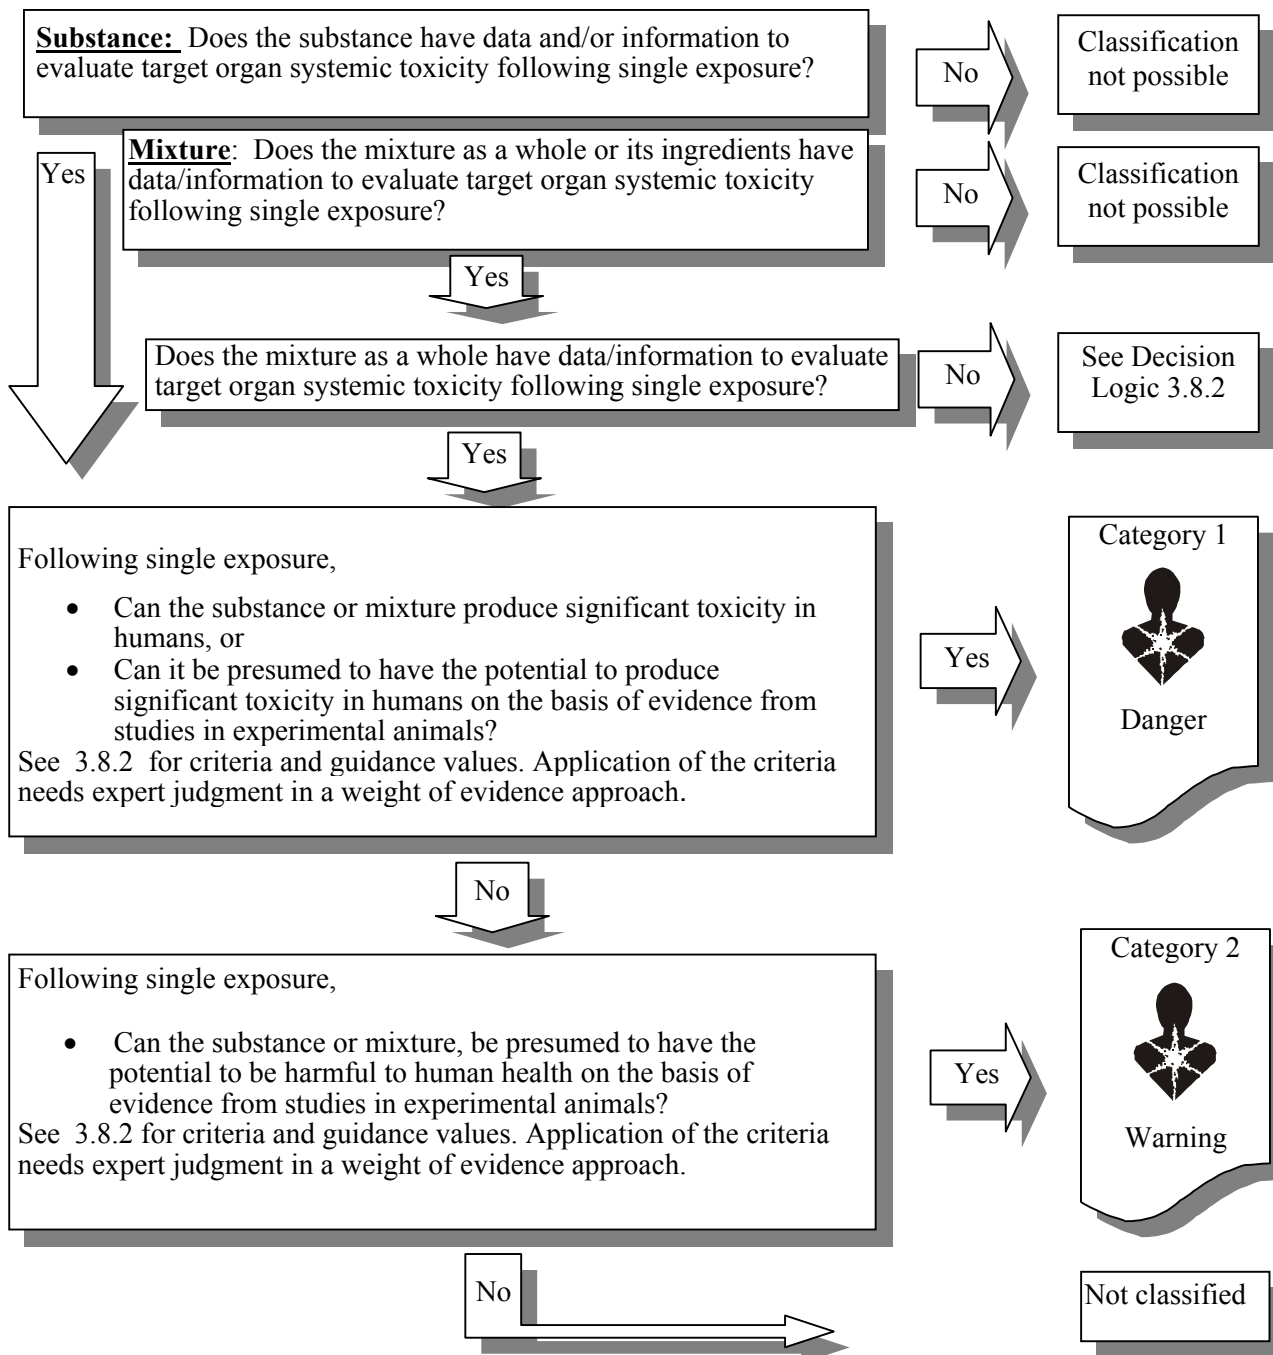 Substance: Does the substance have data and/or information to
evaluate target organ systemic toxicity following single exposure?
No
Classification
not possible
Yes
Mixture: Does the mixture as a whole or its ingredients have
data/information to evaluate target organ systemic toxicity
following single exposure?
No
Classification
not possible
Yes
Does the mixture as a whole have data/information to evaluate
target organ systemic toxicity following single exposure?
No
See Decision
Logic 3.8.2
Yes
Following single exposure,
• Can the substance or mixture produce significant toxicity in
humans, or
• Can it be presumed to have the potential to produce
significant toxicity in humans on the basis of evidence from
studies in experimental animals?
See 3.8.2 for criteria and guidance values. Application of the criteria
needs expert judgment in a weight of evidence approach.
Yes
Category 1
Danger
No
Following single exposure,
• Can the substance or mixture, be presumed to have the
potential to be harmful to human health on the basis of
evidence from studies in experimental animals?
See 3.8.2 for criteria and guidance values. Application of the criteria
needs expert judgment in a weight of evidence approach.
Yes
Category 2
Warning
No
Not classified